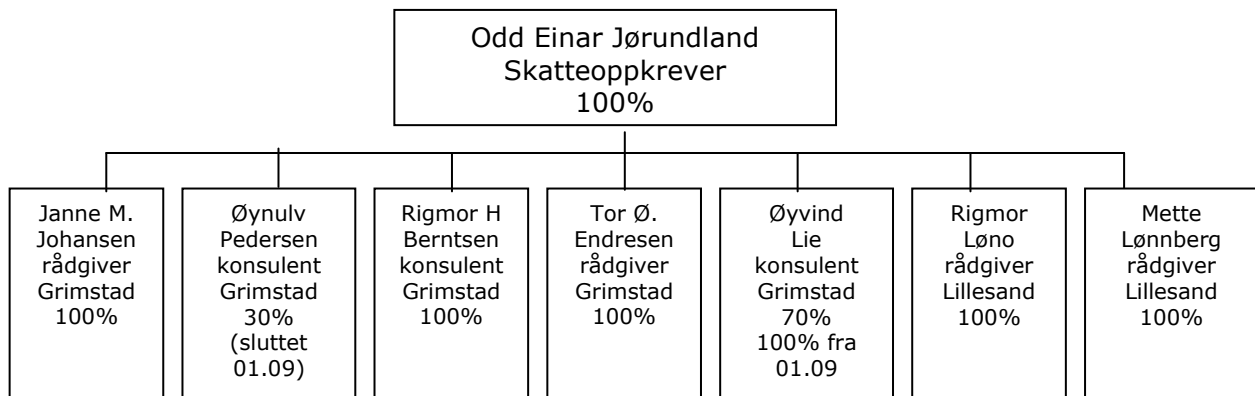 Odd Einar Jørundland
Skatteoppkrever
100%
Janne M.
Johansen
rådgiver
Grimstad
100%
Øynulv
Pedersen
konsulent
Grimstad
30%
(sluttet
01.09)
Rigmor H
Berntsen
konsulent
Grimstad
100%
Tor Ø.
Endresen
rådgiver
Grimstad
100%
Øyvind
Lie
konsulent
Grimstad
70%
100% fra
01.09
Rigmor
Løno
rådgiver
Lillesand
100%
Mette
Lønnberg
rådgiver
Lillesand
100%